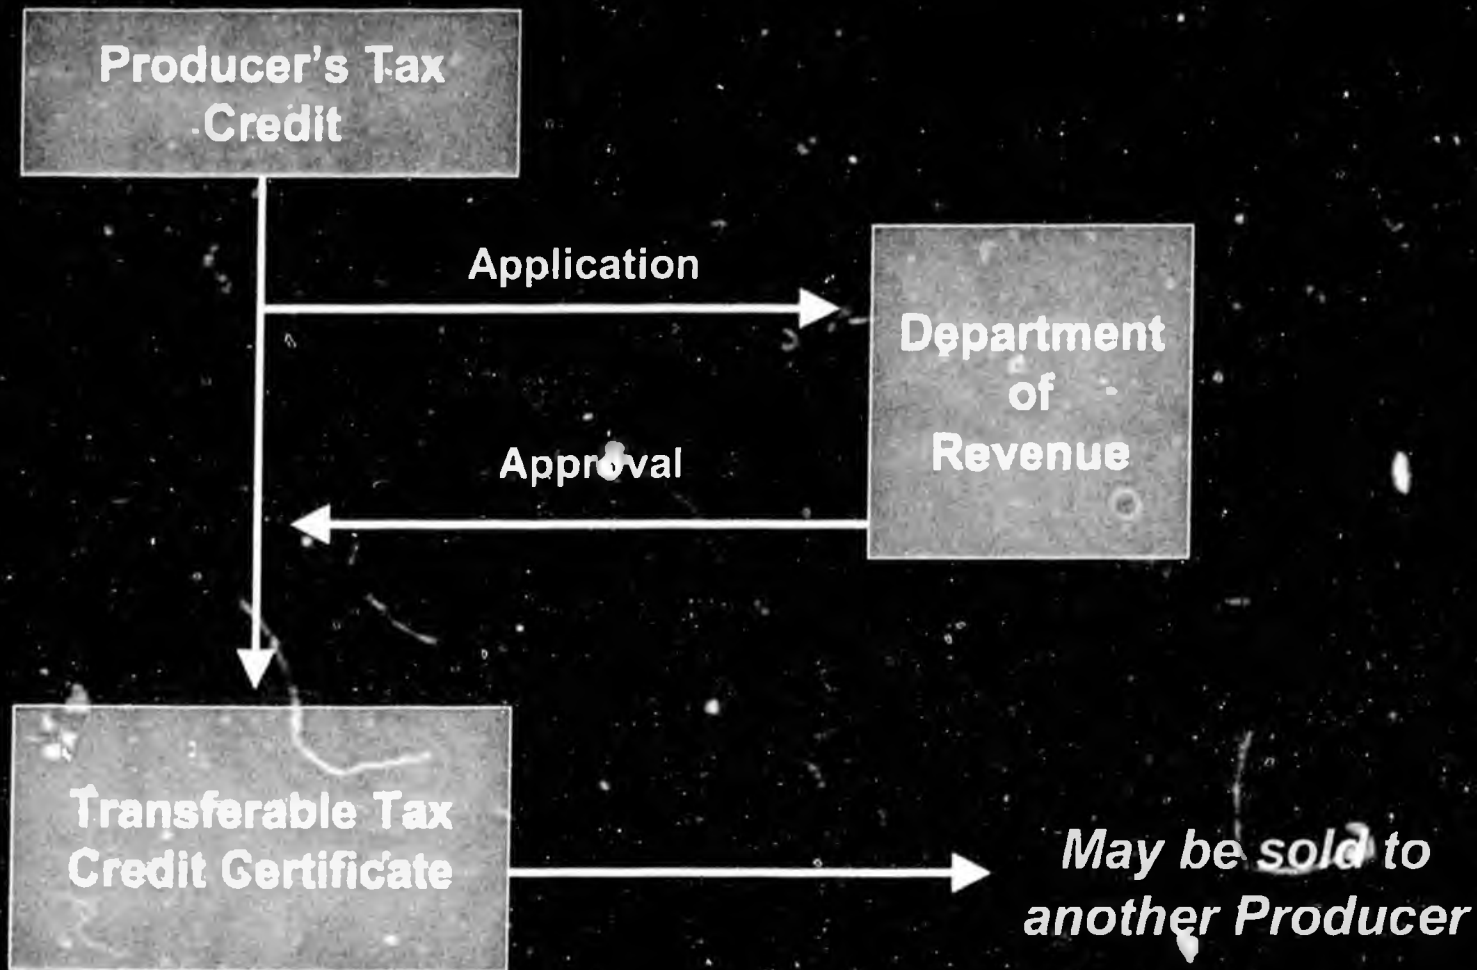 Producer's Tax
Credit
Application
Department
of
Revenue
Approval
Transferable Tax
Credit Certificate
May be sold to
another Producer